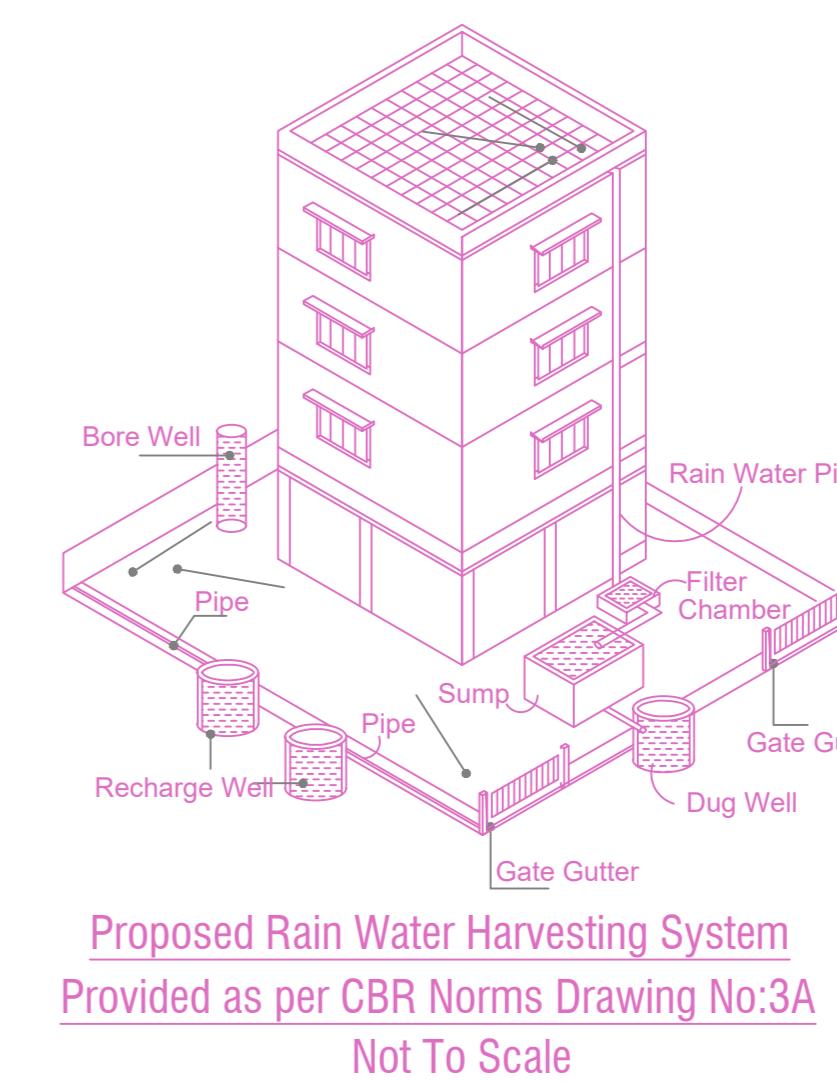 Bore Well
Rain Water Pi
Filter
Chamber
Pipe
Sump
Pipe
Gate Gu
Recharge Well
Dug Well
Gate Gutter
Proposed Rain Water Harvesting System
Provided as per CBR Norms Drawing No:3A
Not To Scale